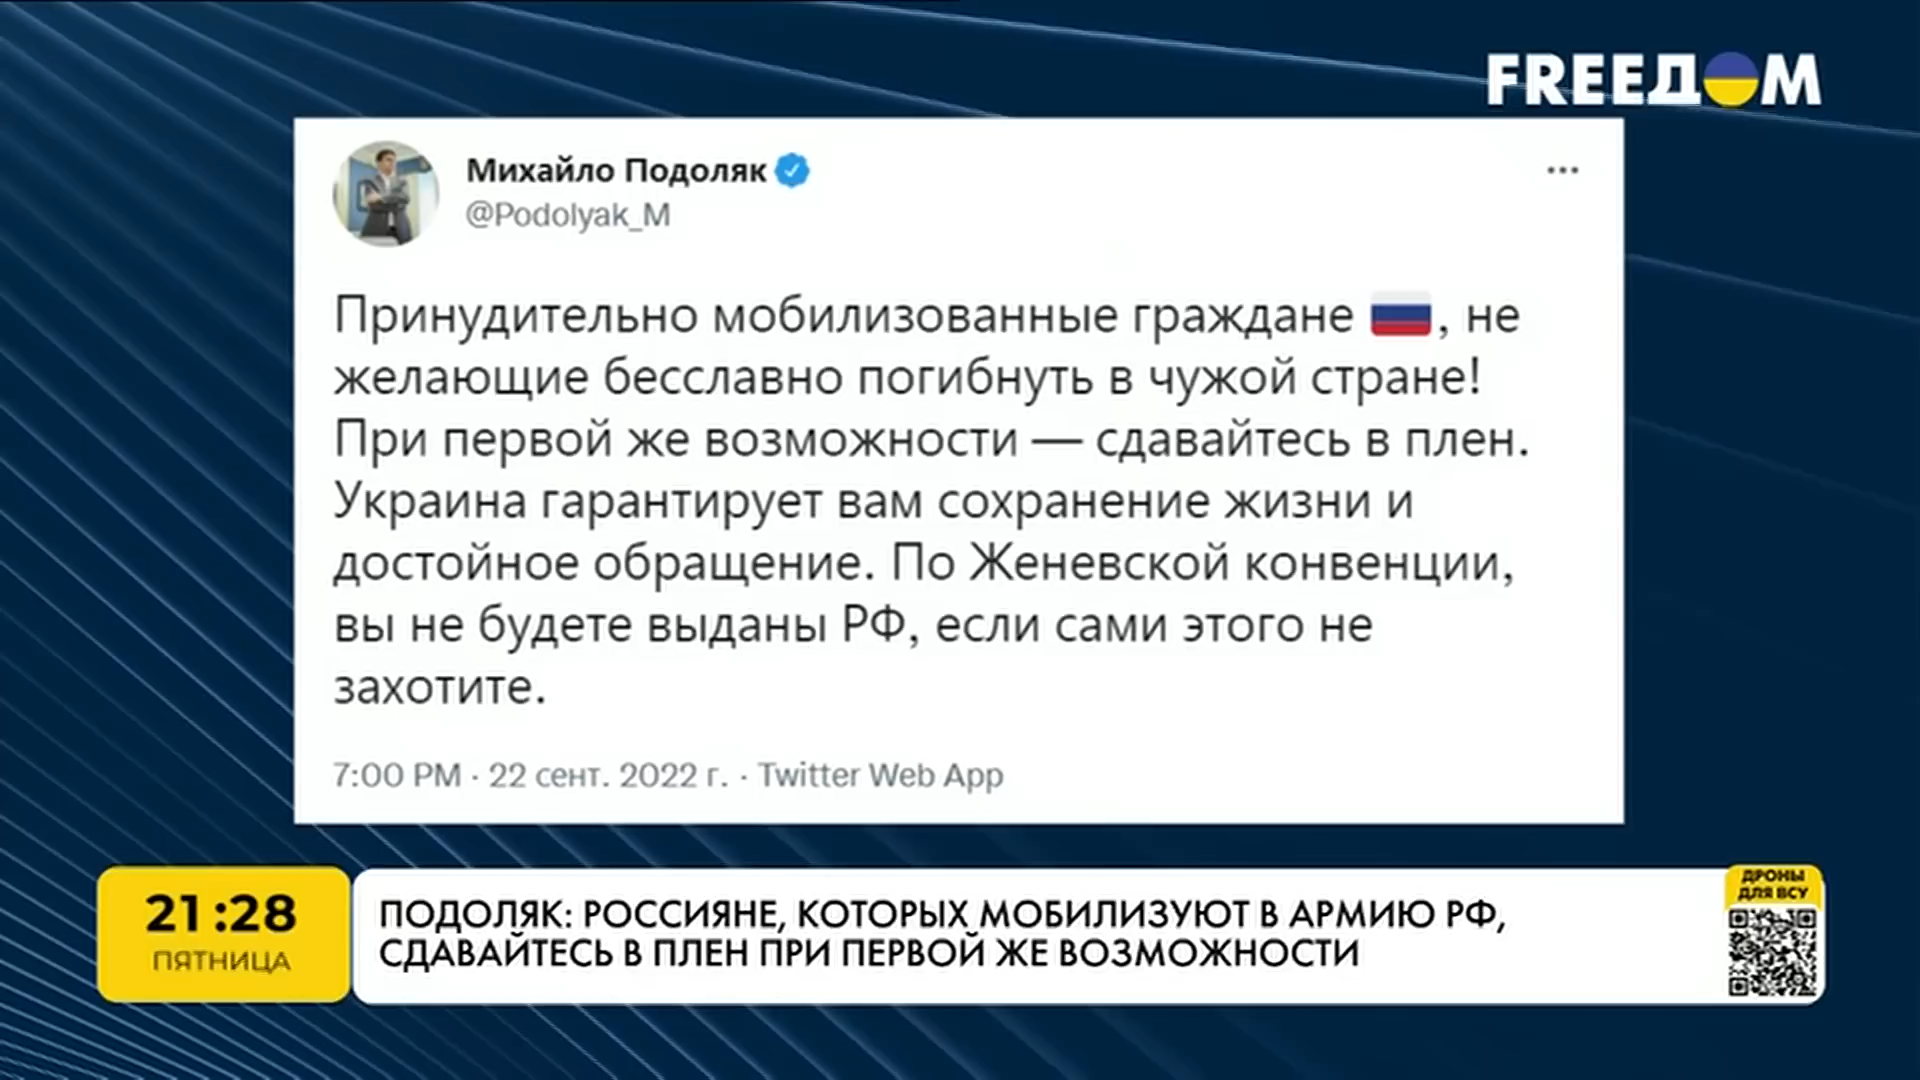 FREEДOM
Михайло Подоляк
@Podolyak_M
Принудительно мобилизованные граждане 🇷🇺, не
желающие бесславно погибнуть в чужой стране!
При первой же возможности — сдавайтесь в плен.
Украина гарантирует вам сохранение жизни и
достойное обращение. По Женевской конвенции,
вы не будете выданы РФ, если сами этого не
захотите.
7:00 PM · 22 сент. 2022 г. · Twitter Web App
21:28
ПЯТНИЦА
ПОДОЛЯК: РОССИЯНЕ, КОТОРЫХ МОБИЛИЗУЮТ В АРМИЮ РФ,
СДАВАЙТЕСЬ В ПЛЕН ПРИ ПЕРВОЙ ЖЕ ВОЗМОЖНОСТИ
ДРОНЫ
ДЛЯ ВСУ